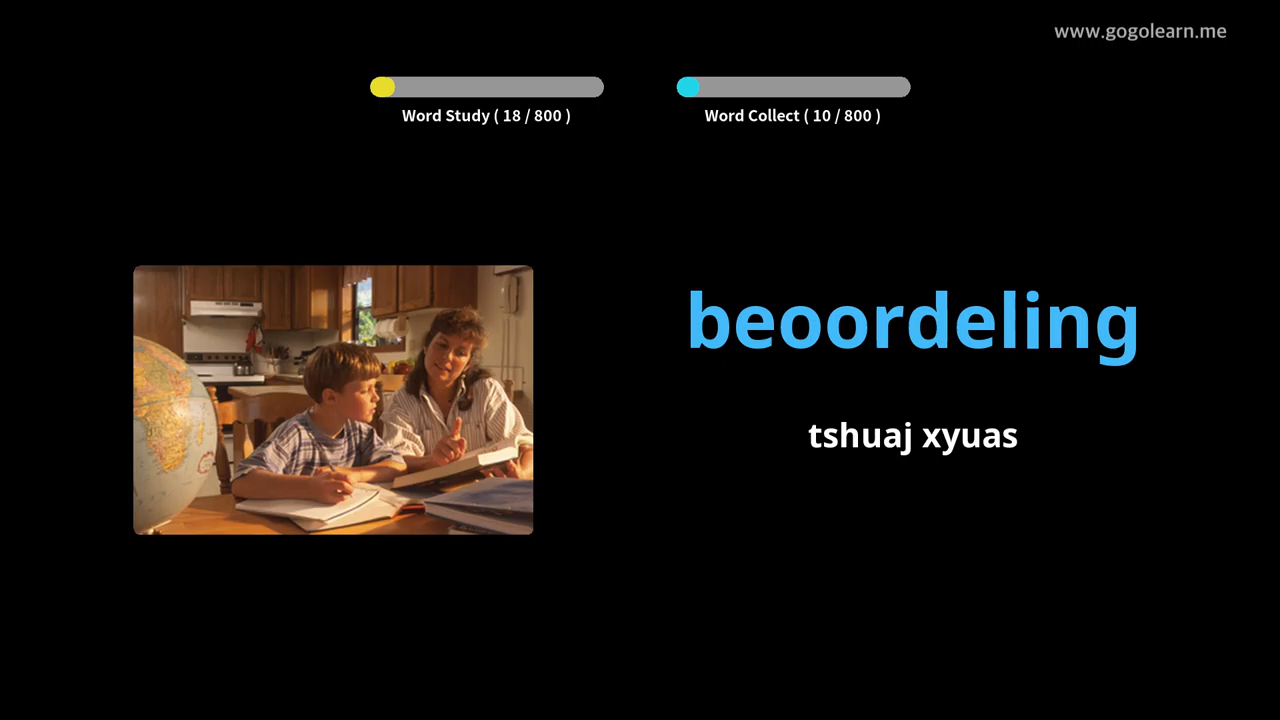 www.gogolearn.me
Word Study ( 18 / 800 )
Word Collect ( 10 / 800 )
beoordeling
tshuaj xyuas